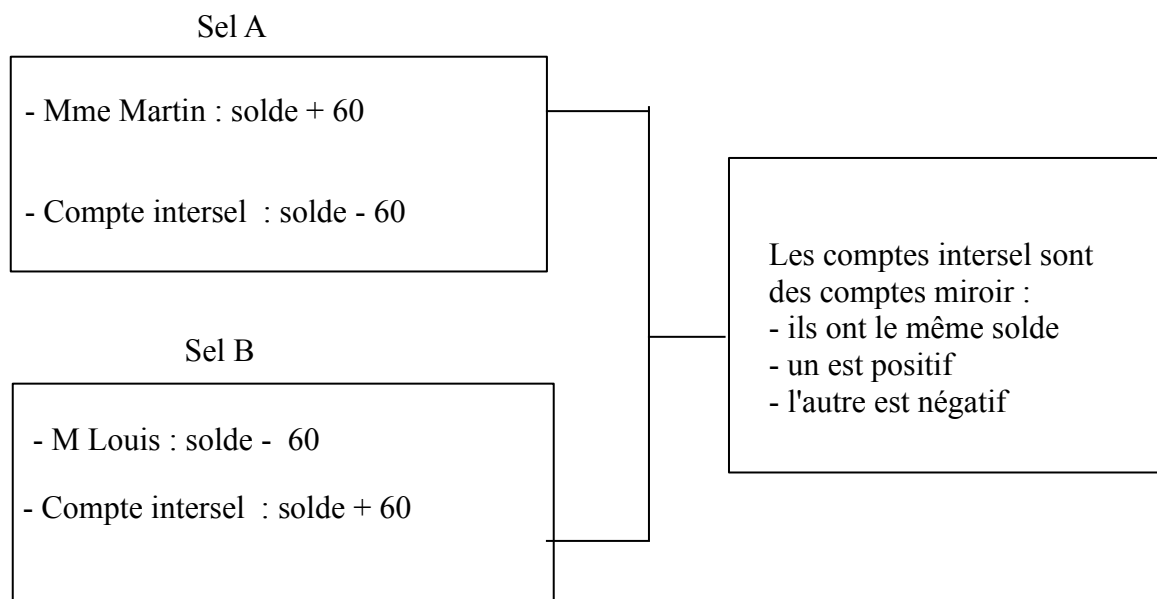 Sel A
- Mme Martin : solde + 60
- Compte intersel : solde - 60
Sel B
- M Louis : solde - 60
- Compte intersel : solde + 60
Les comptes intersel sont
des comptes miroir :
- ils ont le même solde
- un est positif
- l'autre est négatif